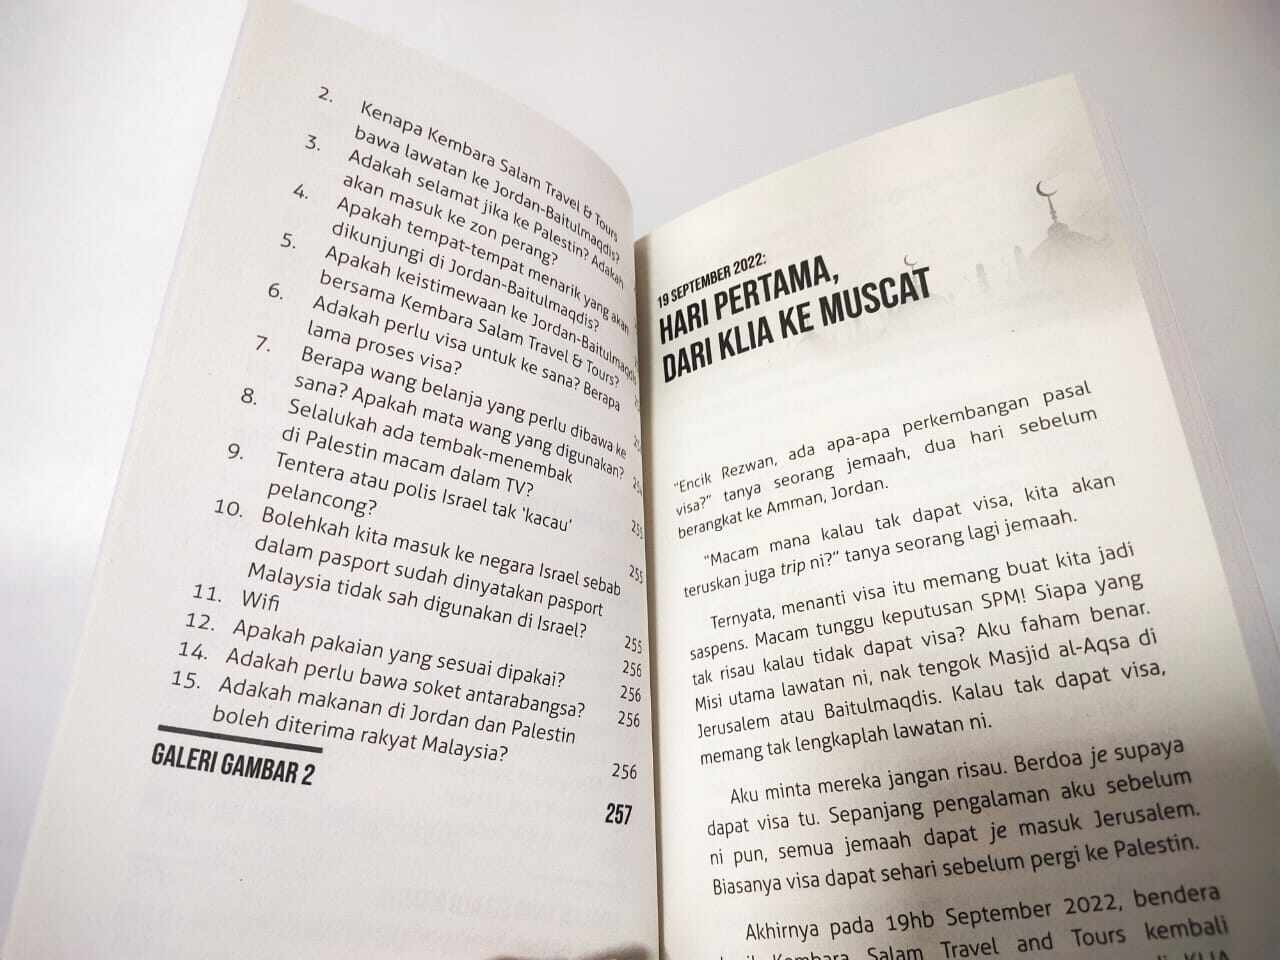 2. Kenapa Kembara Salam Travel & Tours
bawa lawatan ke Jordan-Baitulmaqdis?
3. Adakah selamat jika ke Palestin? Adakah
akan masuk ke zon perang?
4. Apakah tempat-tempat menarik yang akan
dikunjungi di Jordan-Baitulmaqdis?
5. Apakah keistimewaan ke Jordan-Baitulmaqdis
bersama Kembara Salam Travel & Tours?
6. Adakah perlu visa untuk ke sana? Berapa
lama proses visa?
7. Berapa wang belanja yang perlu dibawa ke
sana? Apakah mata wang yang digunakan?
8. Selalukah ada tembak-menembak
di Palestin macam dalam TV? 255
9. Tentera atau polis Israel tak 'kacau'
pelancong? 255
10. Bolehkah kita masuk ke negara Israel sebab
dalam pasport sudah dinyatakan pasport
Malaysia tidak sah digunakan di Israel? 255
11. Wifi 256
12. Apakah pakaian yang sesuai dipakai? 256
14. Adakah perlu bawa soket antarabangsa? 256
15. Adakah makanan di Jordan dan Palestin
boleh diterima rakyat Malaysia? 256
GALERI GAMBAR 2 257
19 SEPTEMBER 2022:
HARI PERTAMA,
DARI KLIA KE MUSCAT
"Encik Rezwan, ada apa-apa perkembangan pasal
visa?" tanya seorang jemaah, dua hari sebelum
berangkat ke Amman, Jordan.
"Macam mana kalau tak dapat visa, kita akan
teruskan juga trip ni?" tanya seorang lagi jemaah.
Ternyata, menanti visa itu memang buat kita jadi
saspens. Macam tunggu keputusan SPM! Siapa yang
tak risau kalau tidak dapat visa? Aku faham benar.
Misi utama lawatan ni, nak tengok Masjid al-Aqsa di
Jerusalem atau Baitulmaqdis. Kalau tak dapat visa,
memang tak lengkaplah lawatan ni.
Aku minta mereka jangan risau. Berdoa je supaya
dapat visa tu. Sepanjang pengalaman aku sebelum
ni pun, semua jemaah dapat je masuk Jerusalem.
Biasanya visa dapat sehari sebelum pergi ke Palestin.
Akhirnya pada 19hb September 2022, bendera
Kembara Salam Travel and Tours kembali
di KLIA